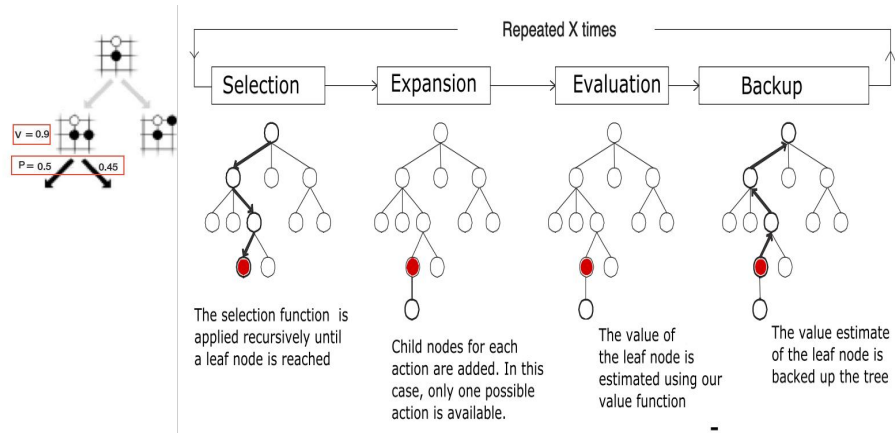 V = 0.9
P= 0.5 0.45
Repeated X times
Selection Expansion Evaluation Backup
The selection function is
applied recursively until
a leaf node is reached
Child nodes for each
action are added. In this
case, only one possible
action is available.
The value of
the leaf node is
estimated using our
value function
The value estimate
of the leaf node is
backed up the tree